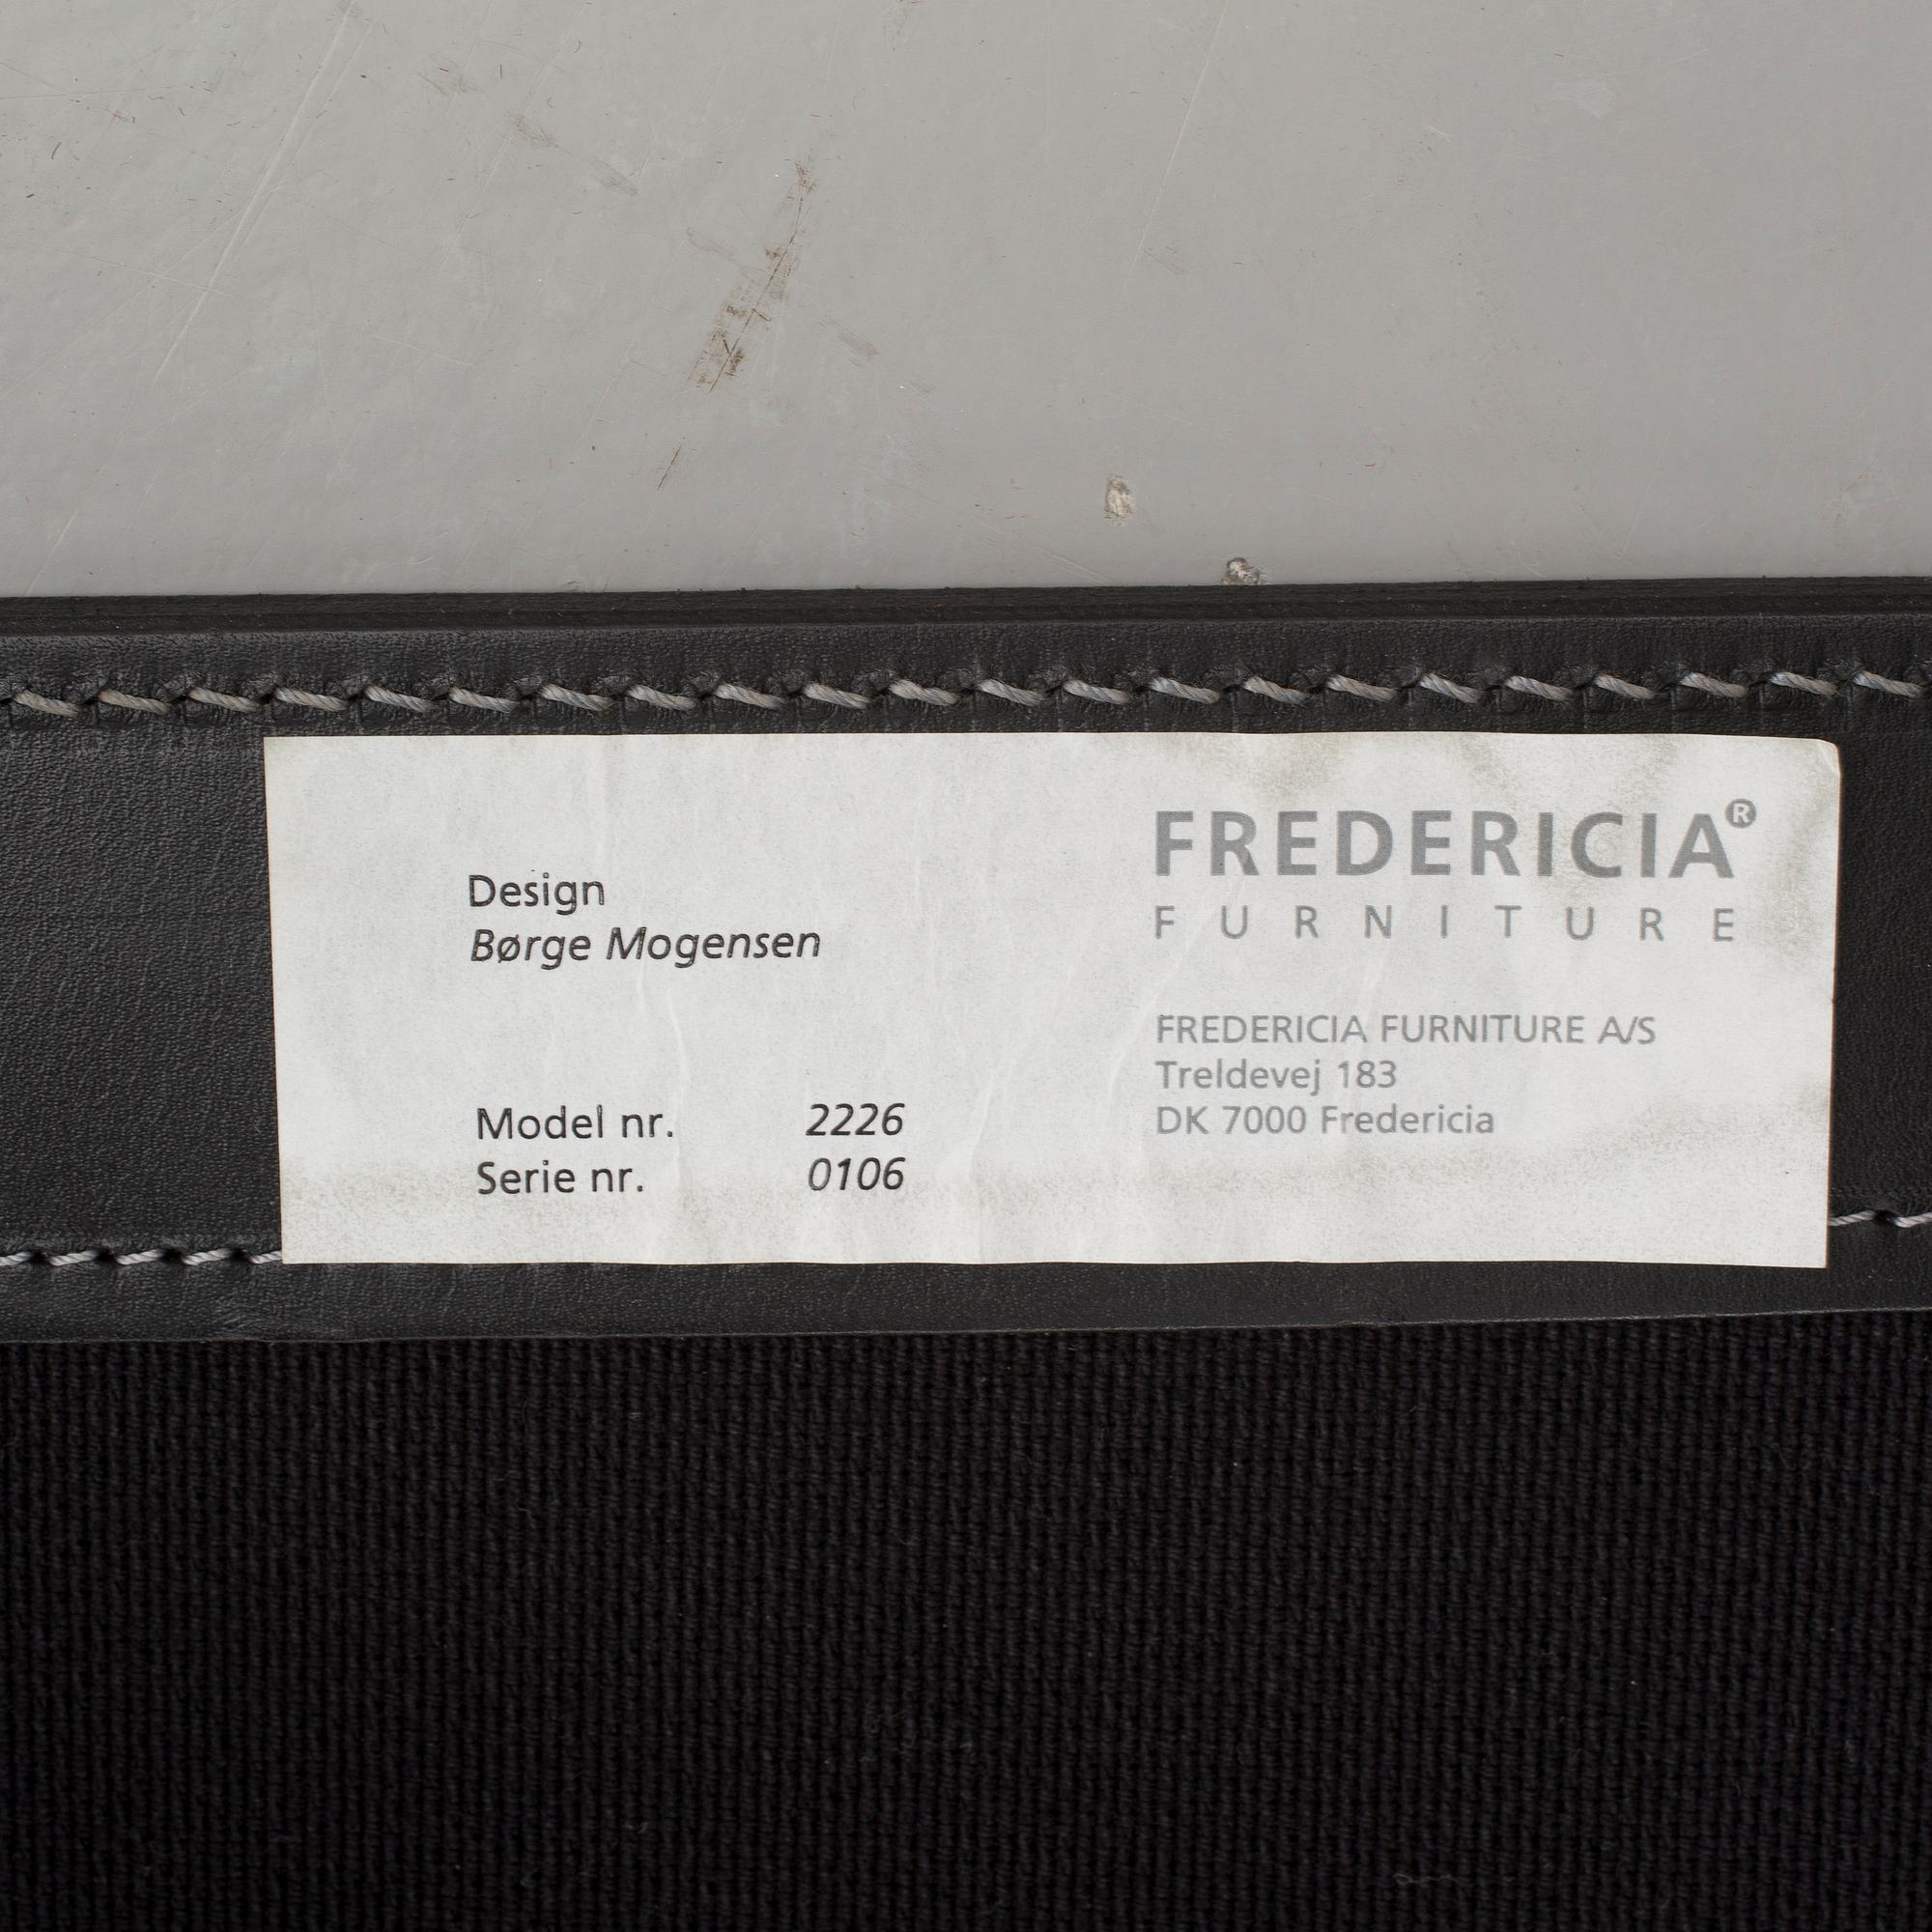 Design
Børge Mogensen
Model nr. 2226
Serie nr. 0106
FREDERICIA®
FURNITURE
FREDERICIA FURNITURE A/S
Treldevej 183
DK 7000 Fredericia